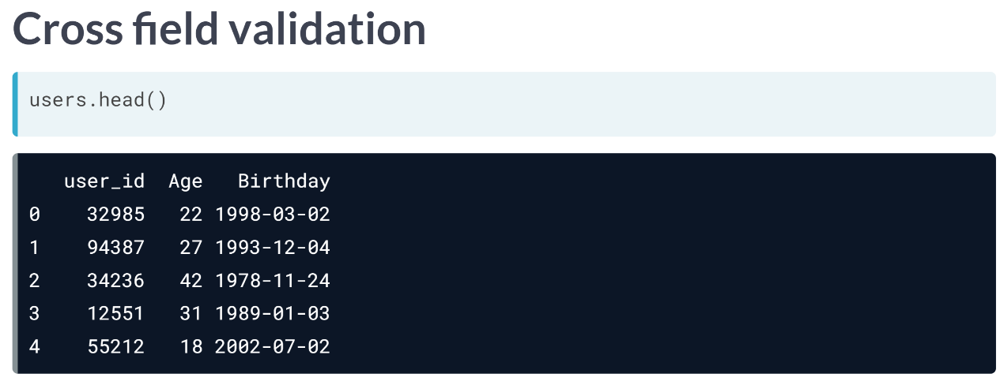 Cross field validation
users.head()
user_id Age Birthday
0 32985 22 1998-03-02
1 94387 27 1993-12-04
2 34236 42 1978-11-24
3 12551 31 1989-01-03
4 55212 18 2002-07-02